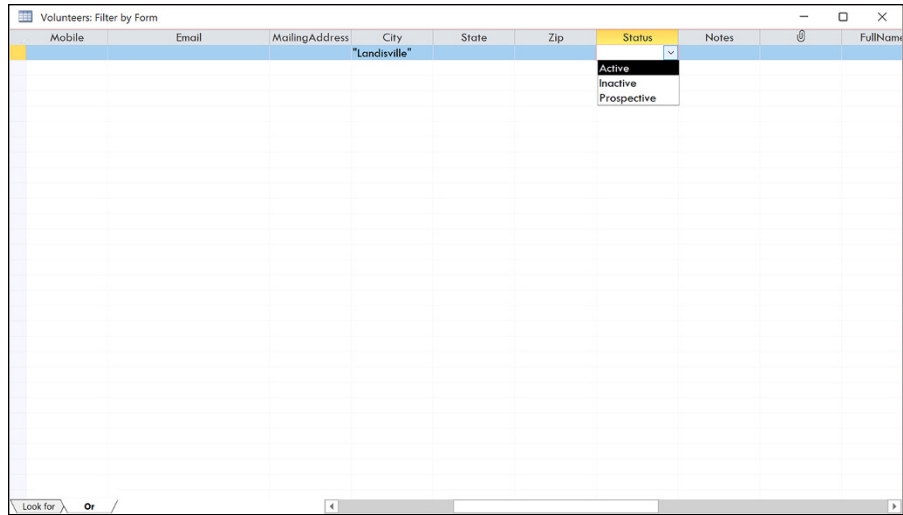 Volunteers: Filter by Form
Mobile Email MailingAddress City State Zip Status Notes FullName
"Landisville"
Active
Inactive
Prospective
Look for Or